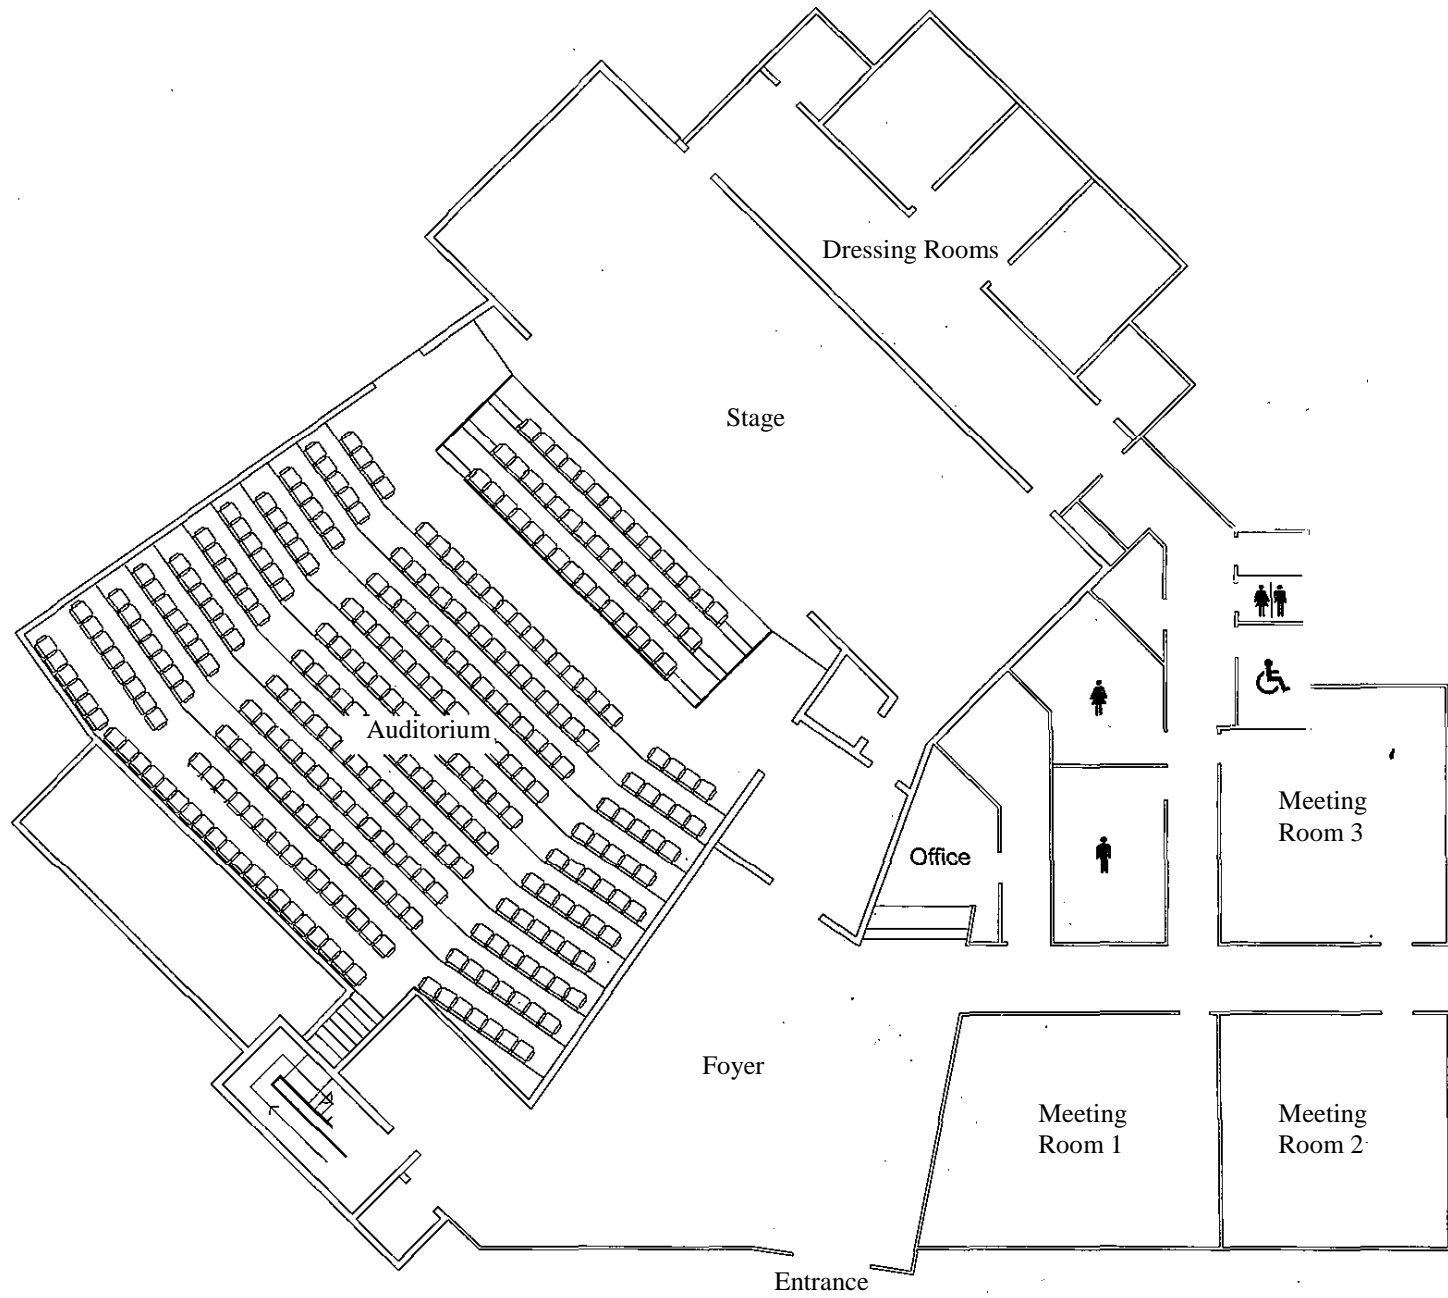 Dressing Rooms
Stage
Auditorium
Meeting
Room 3
Office
Foyer
Meeting
Room 1
Meeting
Room 2
Entrance